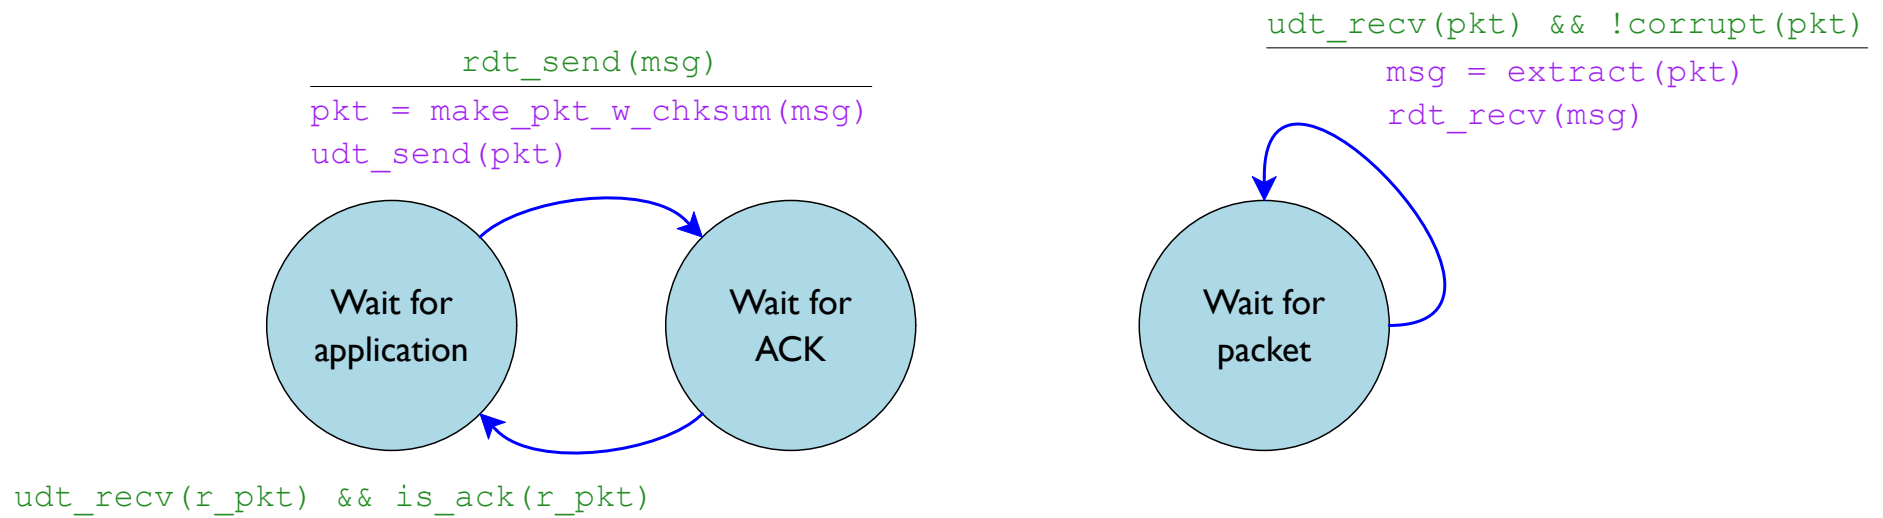 rdt_send(msg)
pkt = make_pkt_w_chksum(msg)
udt_send(pkt)
Wait for
application
Wait for
ACK
udt_recv(r_pkt) && is_ack(r_pkt)
udt_recv(pkt) && !corrupt(pkt)
msg = extract(pkt)
rdt_recv(msg)
Wait for
packet